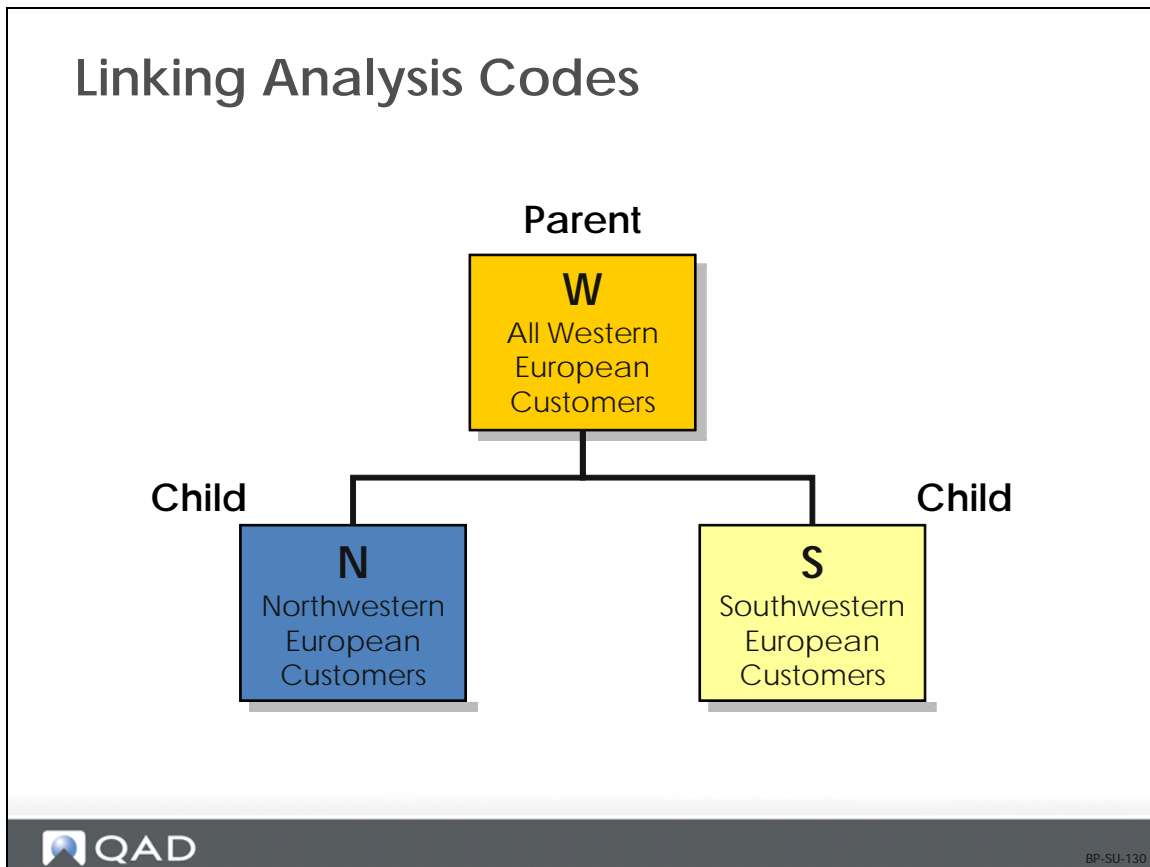 Linking Analysis Codes
Parent
W
All Western
European
Customers
Child
Child
N
Northwestern
European
Customers
S
Southwestern
European
Customers
QAD
BP-SU-130